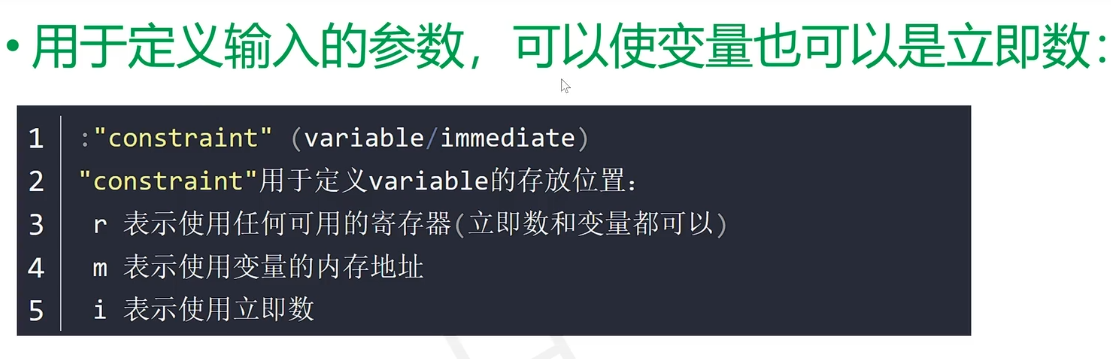 •用于定义输入的参数，可以使变量也可以是立即数：
1 :"constraint" (variable/immediate)
2 "constraint"用于定义variable的存放位置：
3 r 表示使用任何可用的寄存器(立即数和变量都可以)
4 m 表示使用变量的内存地址
5 i 表示使用立即数